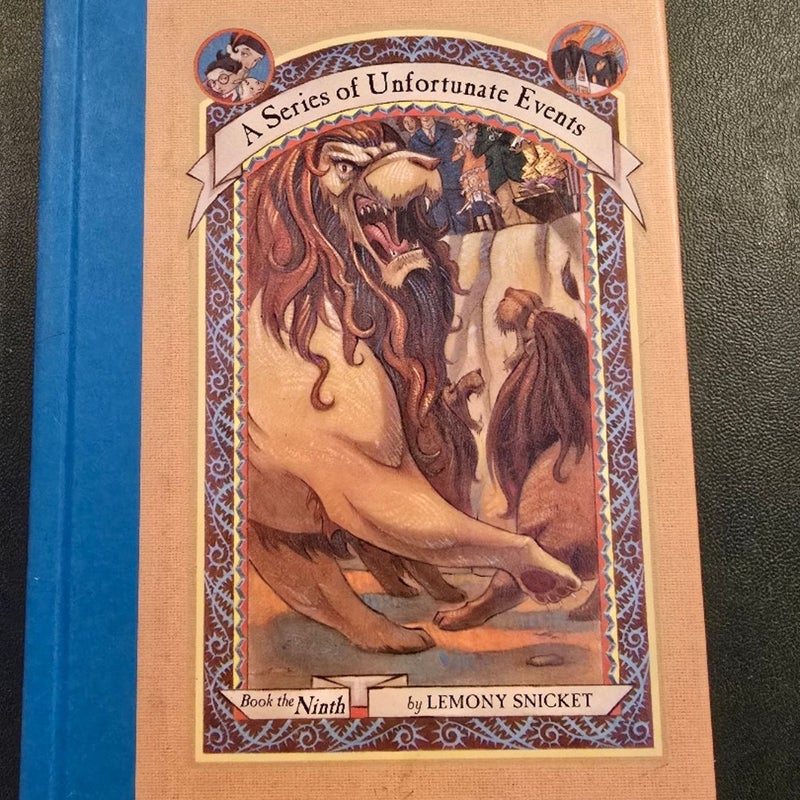 A Series of Unfortunate Events
Book the Ninth
by LEMONY SNICKET